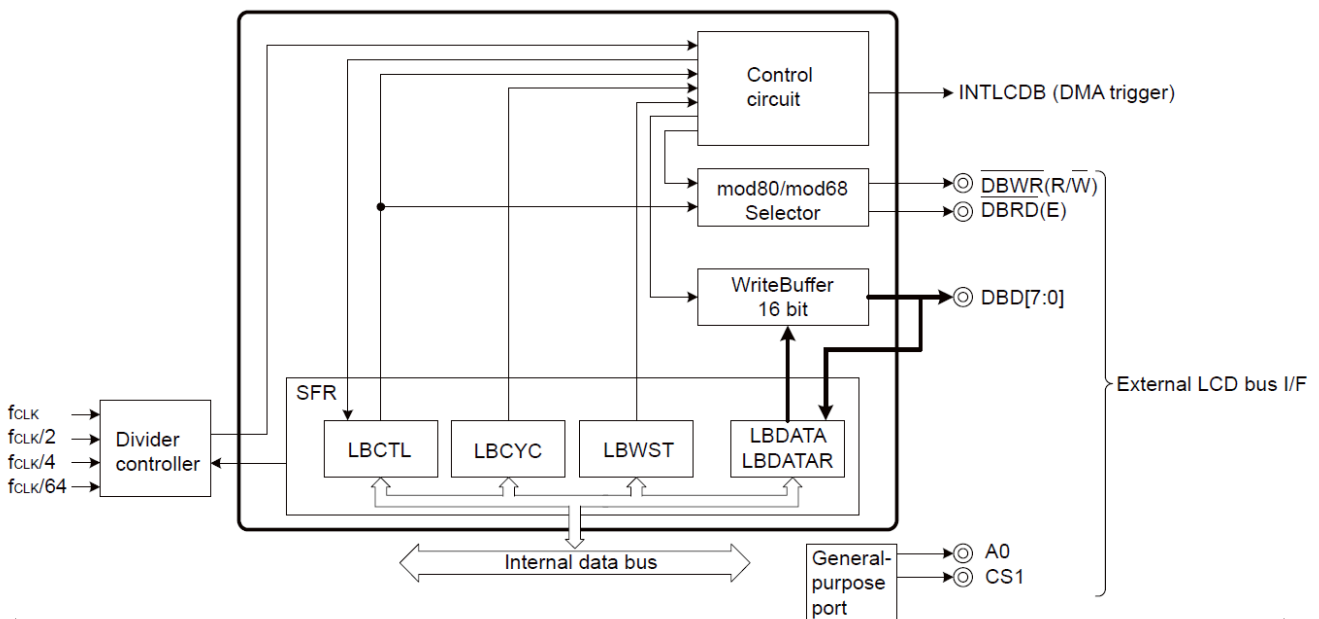 Control
circuit
INTLCDB (DMA trigger)
mod80/mod68
Selector
DBWR(R/W)
DBRD(E)
WriteBuffer
16 bit
DBD[7:0]
External LCD bus I/F
SFR
fCLK
fCLK/2
fCLK/4
fCLK/64
Divider
controller
LBCTL
LBCYC
LBWST
LBDATA
LBDATAR
Internal data bus
General-
purpose
port
A0
CS1